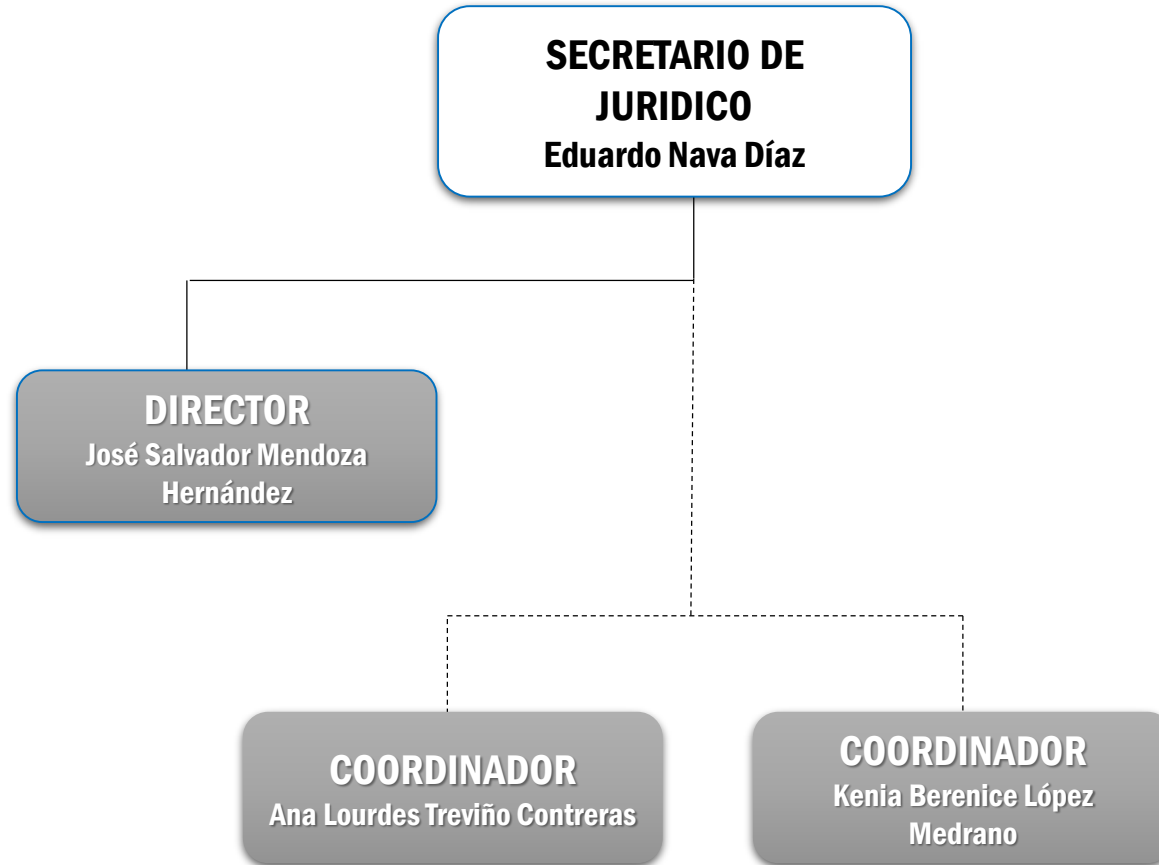 SECRETARIO DE
JURIDICO
Eduardo Nava Díaz
DIRECTOR
José Salvador Mendoza
Hernández
COORDINADOR
Ana Lourdes Treviño Contreras
COORDINADOR
Kenia Berenice López
Medrano